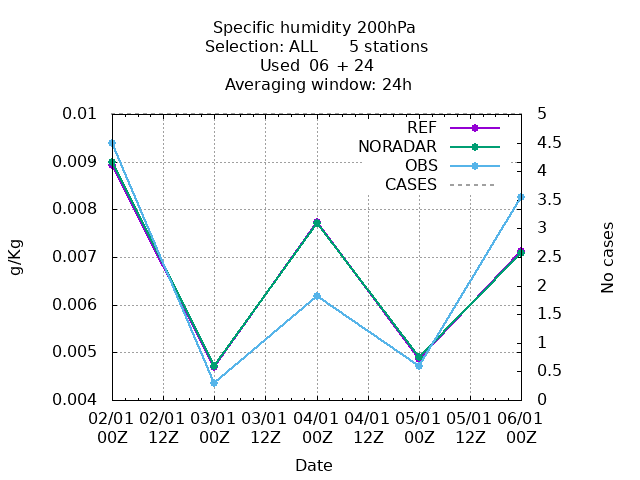 Specific humidity 200hPa
Selection: ALL      5 stations
Used  06  + 24
Averaging window: 24h
0.01
0.009
0.008
0.007
0.006
0.005
0.004
g/Kg
REF
NORADAR
OBS
CASES
5
4.5
4
3.5
3
2.5
2
1.5
1
0.5
0
No cases
02/01 02/01 03/01 03/01 04/01 04/01 05/01 05/01 06/01
00Z 12Z 00Z 12Z 00Z 12Z 00Z 12Z 00Z
Date